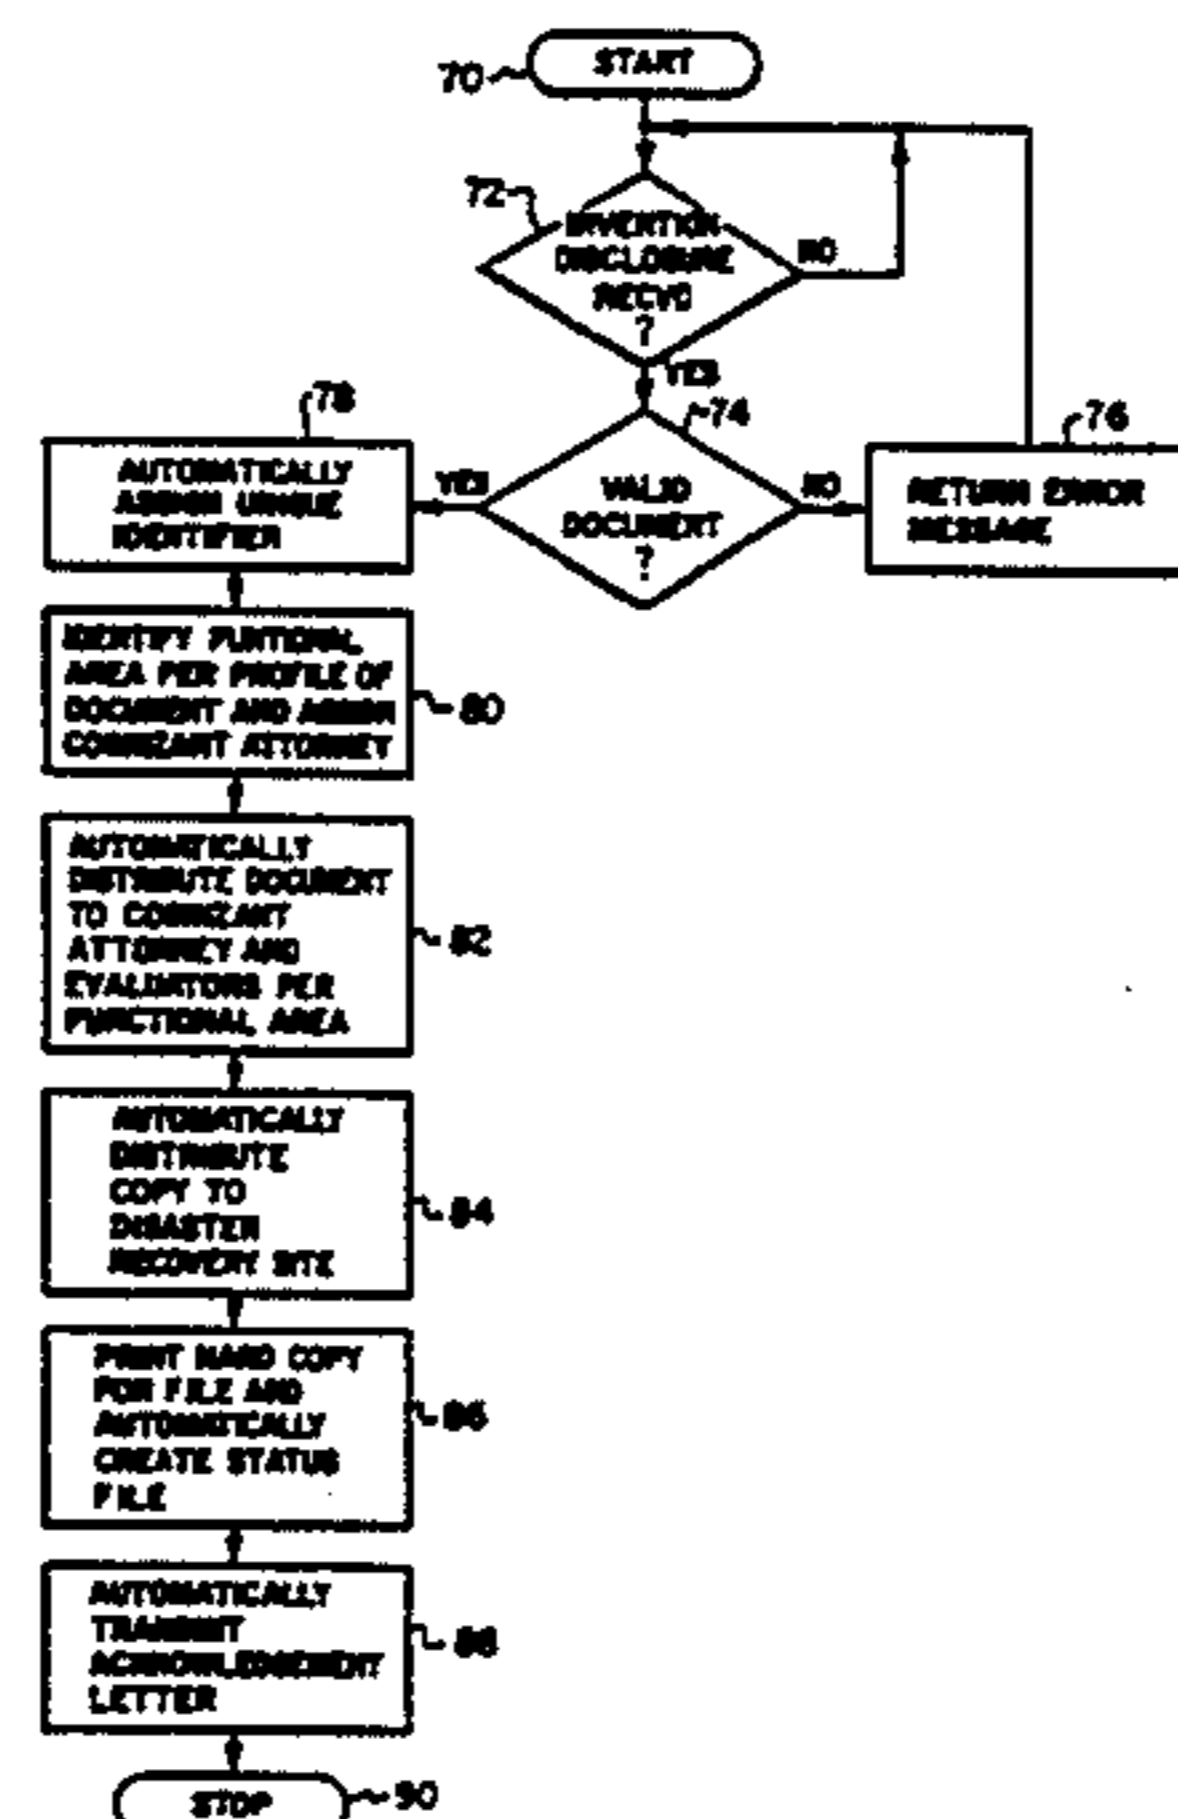 START
70
72
INVENTION
DISCLOSURE
RECVD
?
NO
YES
74
VALID
DOCUMENT
?
YES
NO
76
RETURN ERROR
MESSAGE
78
AUTOMATICALLY
ASSIGN UNIQUE
IDENTIFIER
IDENTIFY FUNTIONAL
AREA PER PROFILE OF
DOCUMENT AND ASSIGN
COGNIZANT ATTORNEY
80
AUTOMATICALLY
DISTRIBUTE DOCUMENT
TO COGNIZANT
ATTORNEY AND
EVALUATORS PER
FUNCTIONAL AREA
82
AUTOMATICALLY
DISTRIBUTE
COPY TO
DISASTER
RECOVERY SITE
84
PRINT HARD COPY
FOR FILE AND
AUTOMATICALLY
CREATE STATUS
FILE
86
AUTOMATICALLY
TRANSMIT
ACKNOWLEDGEMENT
LETTER
88
STOP
90